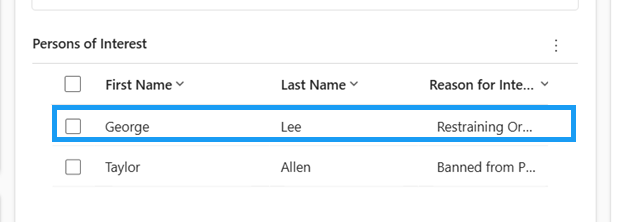 Persons of Interest
First Name Last Name Reason for Inte...
George Lee Restraining Or...
Taylor Allen Banned from P...